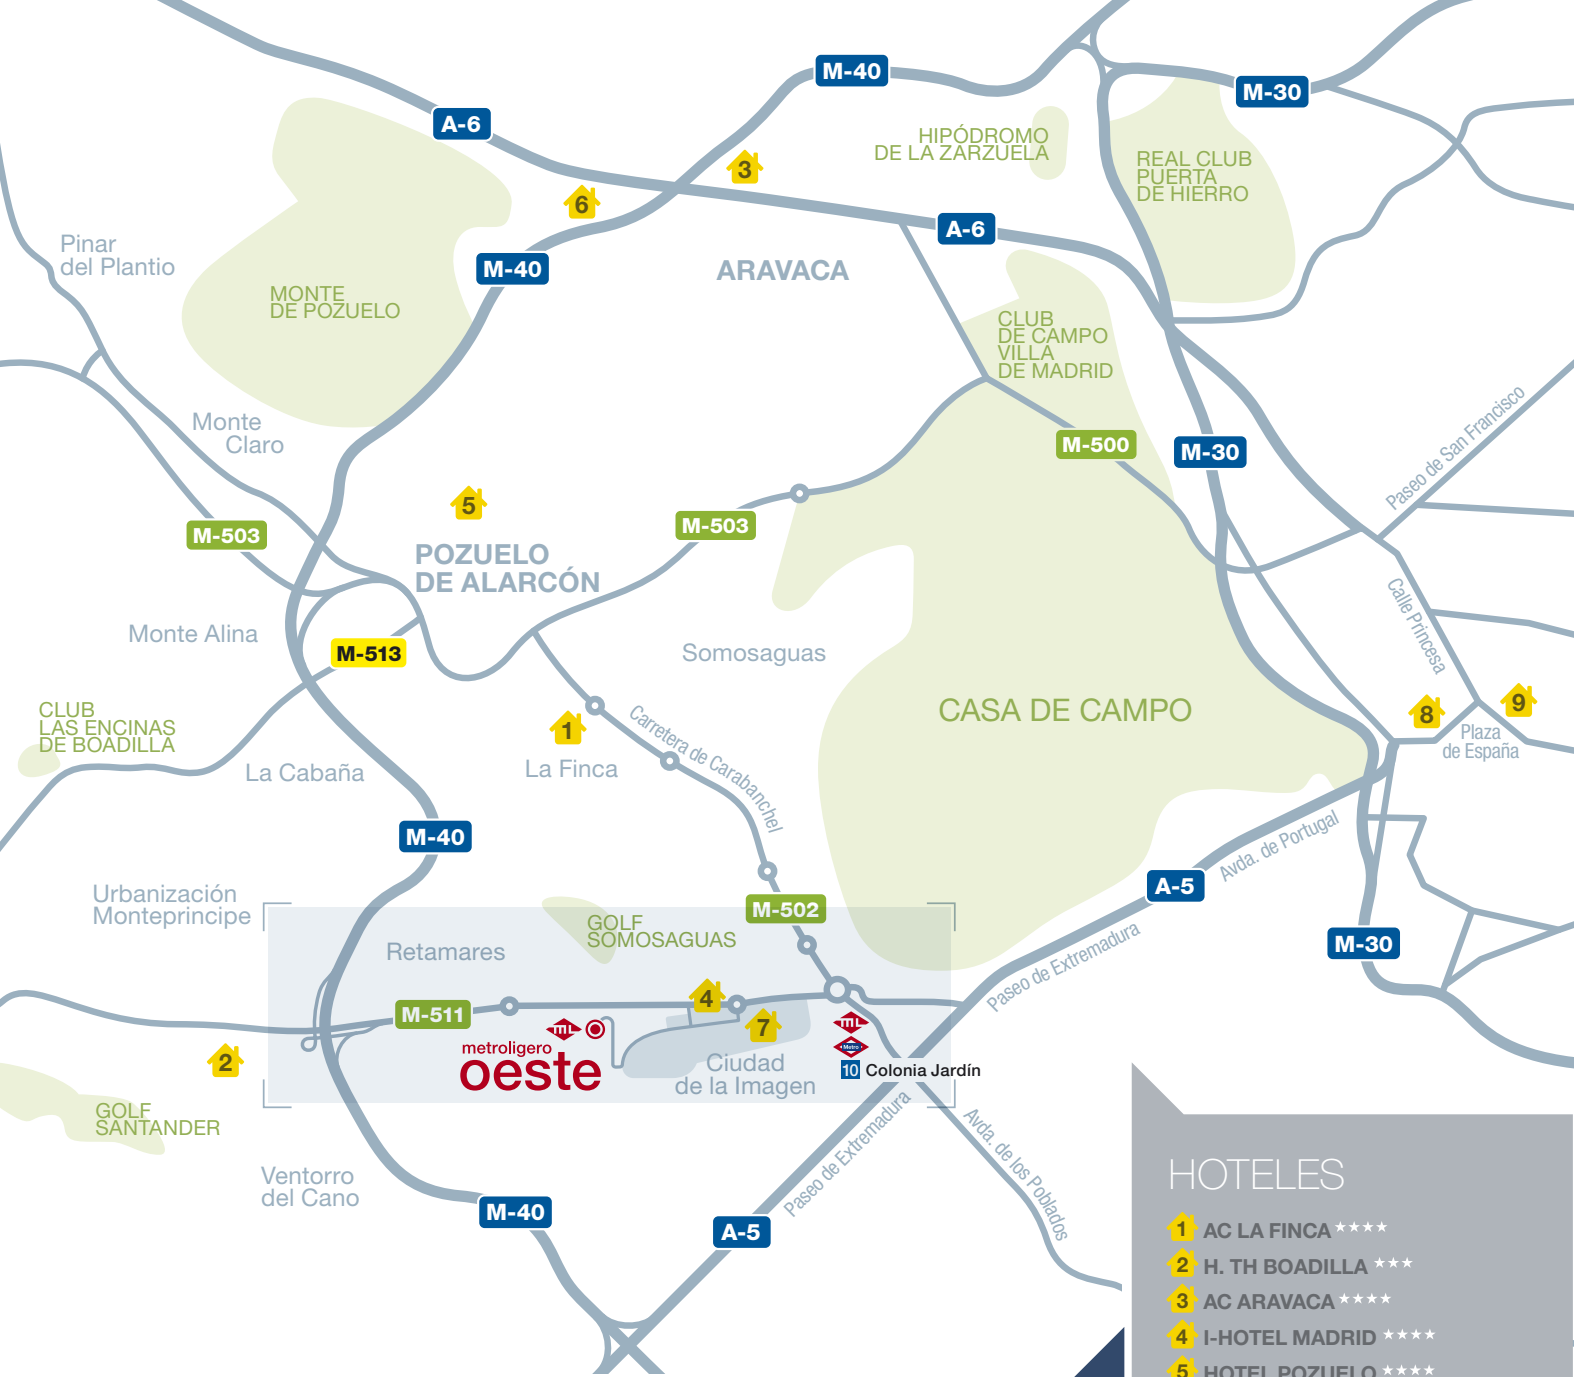 M-40
M-30
A-6
HIPÓDROMO
DE LA ZARZUELA
REAL CLUB
PUERTA
DE HIERRO
3
6
A-6
Pinar
del Plantio
M-40
ARAVACA
MONTE
DE POZUELO
CLUB
DE CAMPO
VILLA
DE MADRID
Monte
Claro
M-500
M-30
Paseo de San Francisco
5
M-503
M-503
POZUELO
DE ALARCÓN
Calle Princesa
Monte Alina
M-513
Somosaguas
CLUB
LAS ENCINAS
DE BOADILLA
CASA DE CAMPO
8
9
Plaza
de España
1
La Finca
Carretera de Carabanchel
La Cabaña
M-40
Avda. de Portugal
A-5
Urbanización
Monteprincipe
M-502
GOLF
SOMOSAGUAS
Retamares
Paseo de Extremadura
M-30
M-511
4
7
ML
metroligero
oeste
ML
Metro
10 Colonia Jardín
Ciudad
de la Imagen
2
GOLF
SANTANDER
Paseo de Extremadura
Avda. de los Poblados
Ventorro
del Cano
M-40
A-5
HOTELES
1 AC LA FINCA ★★★★
2 H. TH BOADILLA ★★★
3 AC ARAVACA ★★★★
4 I-HOTEL MADRID ★★★★
5 HOTEL POZUELO ★★★★